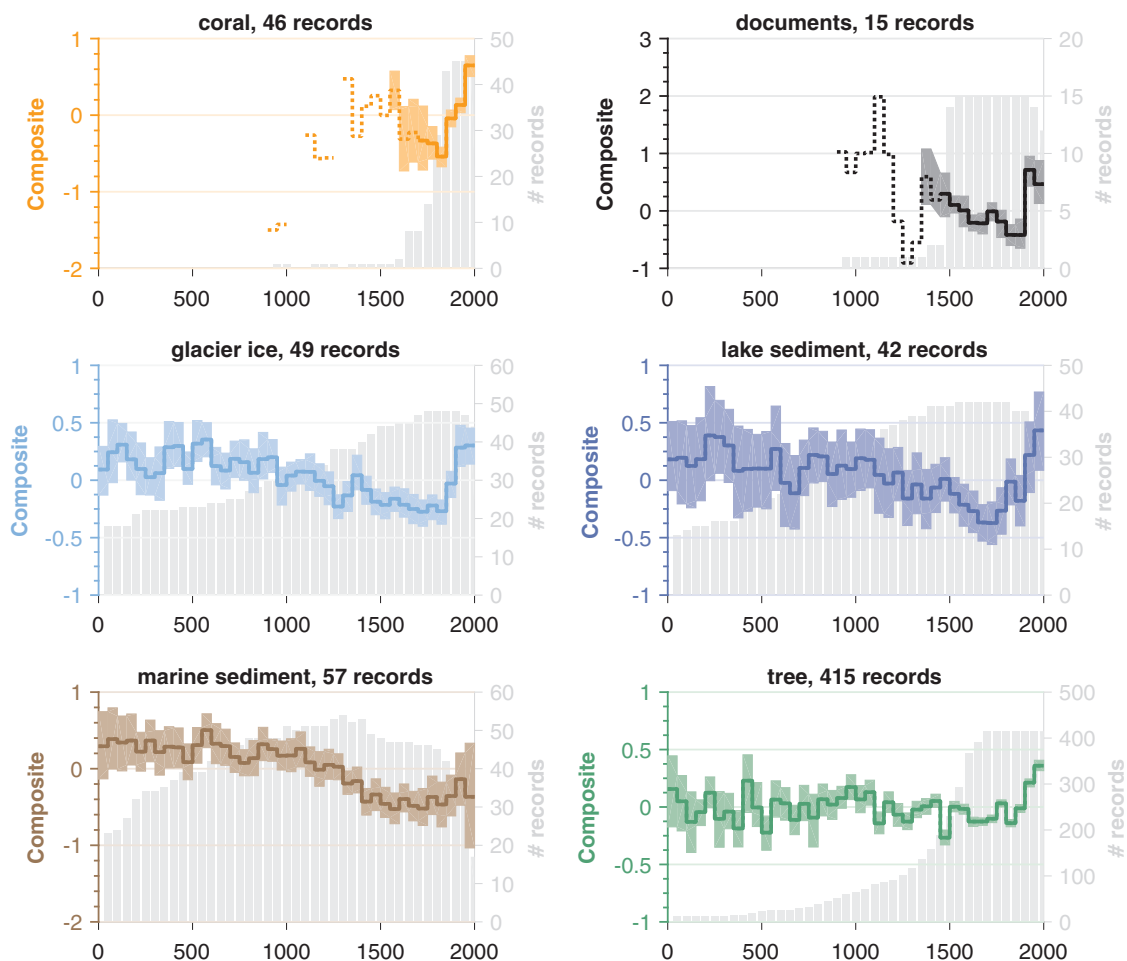 coral, 46 records
1
0
-1
-2
Composite
50
40
30
20
10
0
# records
0 500 1000 1500 2000
documents, 15 records
3
2
1
0
-1
Composite
20
15
10
5
0
# records
0 500 1000 1500 2000
glacier ice, 49 records
1
0.5
0
-0.5
-1
Composite
60
50
40
30
20
10
0
# records
0 500 1000 1500 2000
lake sediment, 42 records
1
0.5
0
-0.5
-1
Composite
50
40
30
20
10
0
# records
0 500 1000 1500 2000
marine sediment, 57 records
1
0
-1
-2
Composite
60
50
40
30
20
10
0
# records
0 500 1000 1500 2000
tree, 415 records
1
0.5
0
-0.5
-1
Composite
500
400
300
200
100
0
# records
0 500 1000 1500 2000